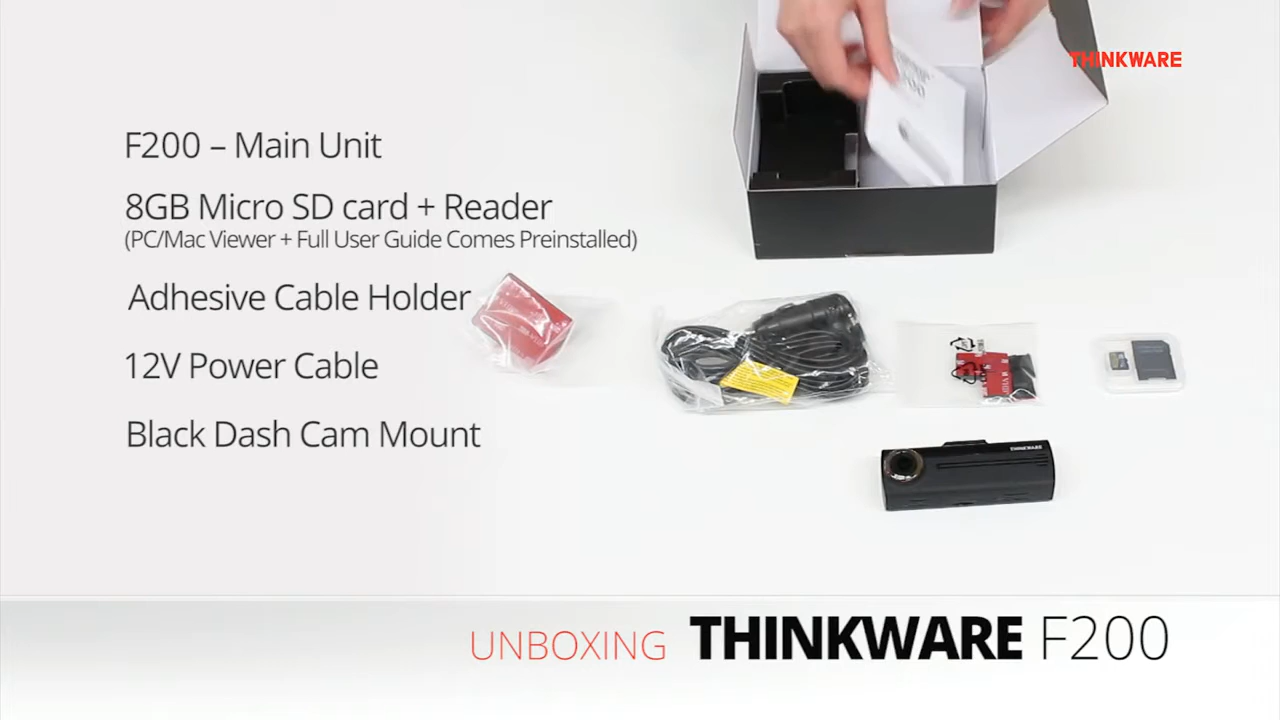 THINKWARE
F200 – Main Unit
8GB Micro SD card + Reader
(PC/Mac Viewer + Full User Guide Comes Preinstalled)
Adhesive Cable Holder
12V Power Cable
Black Dash Cam Mount
THINKWARE
UNBOXING THINKWARE F200